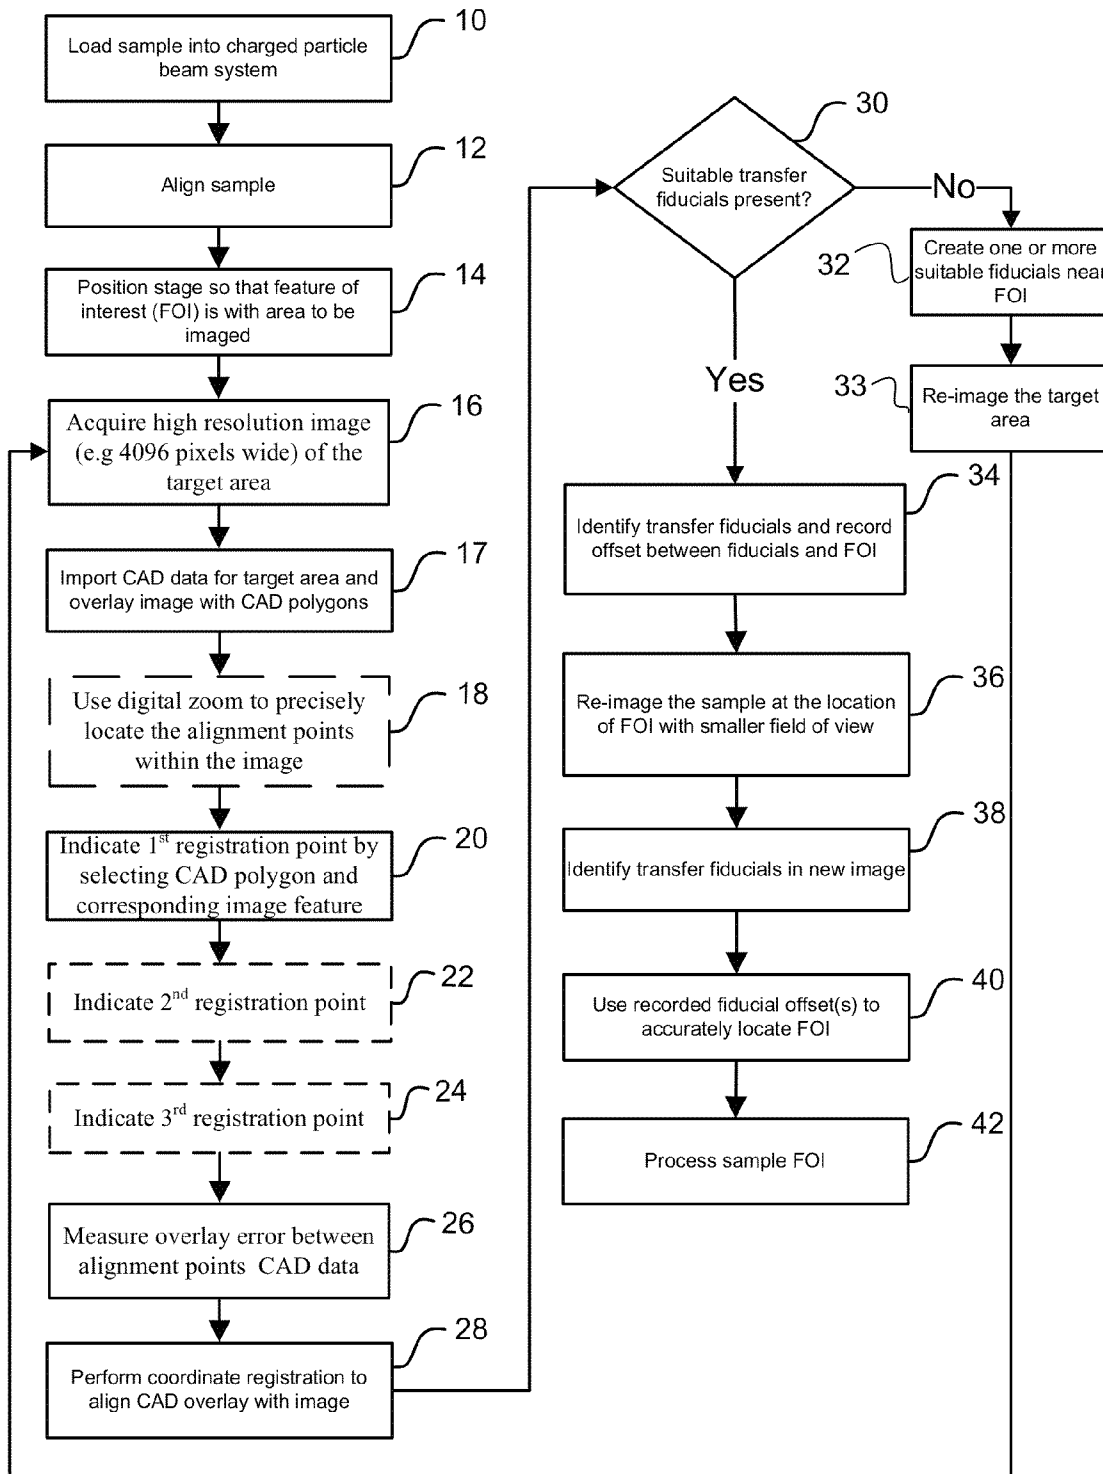 Load sample into charged particle
beam system
10
Align sample
12
Position stage so that feature of
interest (FOI) is with area to be
imaged
14
Acquire high resolution image
(e.g 4096 pixels wide) of the
target area
16
Import CAD data for target area and
overlay image with CAD polygons
17
Use digital zoom to precisely
locate the alignment points
within the image
18
Indicate 1st registration point by
selecting CAD polygon and
corresponding image feature
20
Indicate 2nd registration point
22
Indicate 3rd registration point
24
Measure overlay error between
alignment points CAD data
26
Perform coordinate registration to
align CAD overlay with image
28
Suitable transfer
fiducials present?
30
No
Create one or more
suitable fiducials near
FOI
32
Re-image the target
area
33
Yes
Identify transfer fiducials and record
offset between fiducials and FOI
34
Re-image the sample at the location
of FOI with smaller field of view
36
Identify transfer fiducials in new image
38
Use recorded fiducial offset(s) to
accurately locate FOI
40
Process sample FOI
42